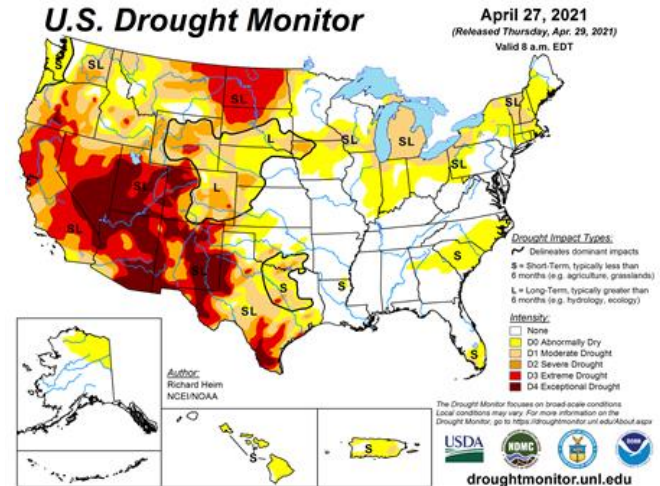 U.S. Drought Monitor
April 27, 2021
(Released Thursday, Apr. 29, 2021)
Valid 8 a.m. EDT
S
SL
SL
L
SL
SL
SL
SL
SL
L
SL
SL
SL
S
S
S
S
Drought Impact Types:
Delineates dominant impacts
S = Short-Term, typically less than
6 months (e.g. agriculture, grasslands)
L = Long-Term, typically greater than
6 months (e.g. hydrology, ecology)
Intensity:
None
D0 Abnormally Dry
D1 Moderate Drought
D2 Severe Drought
D3 Extreme Drought
D4 Exceptional Drought
Author:
Richard Heim
NCEI/NOAA
S
S
The Drought Monitor focuses on broad-scale conditions.
Local conditions may vary. For more information on the
Drought Monitor, go to https://droughtmonitor.unl.edu/About.aspx
USDA
NDMC
NOAA
droughtmonitor.unl.edu